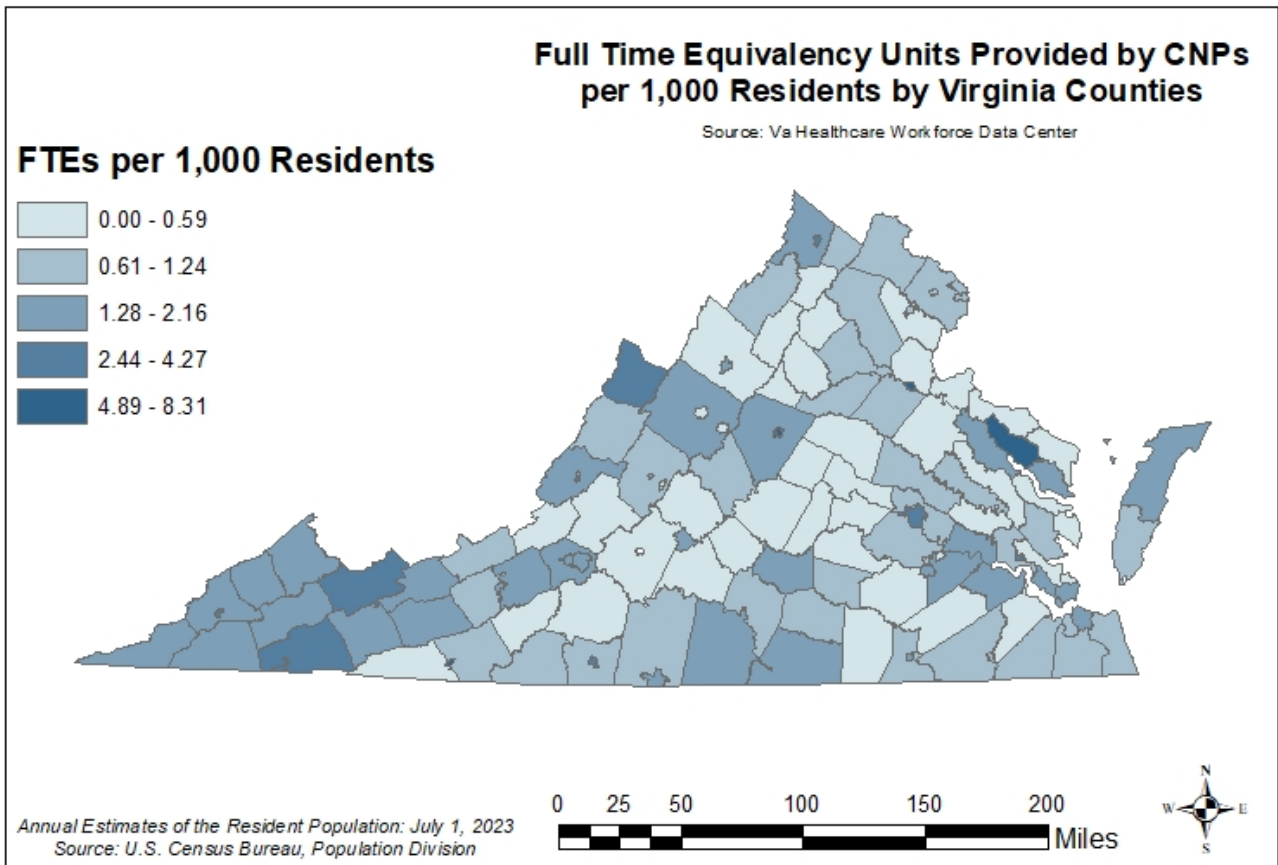 Full Time Equivalency Units Provided by CNPs
per 1,000 Residents by Virginia Counties
Source: Va Healthcare Workforce Data Center
FTEs per 1,000 Residents
0.00 - 0.59
0.61 - 1.24
1.28 - 2.16
2.44 - 4.27
4.89 - 8.31
Annual Estimates of the Resident Population: July 1, 2023
Source: U.S. Census Bureau, Population Division
0 25 50 100 150 200
Miles
N
W E
S